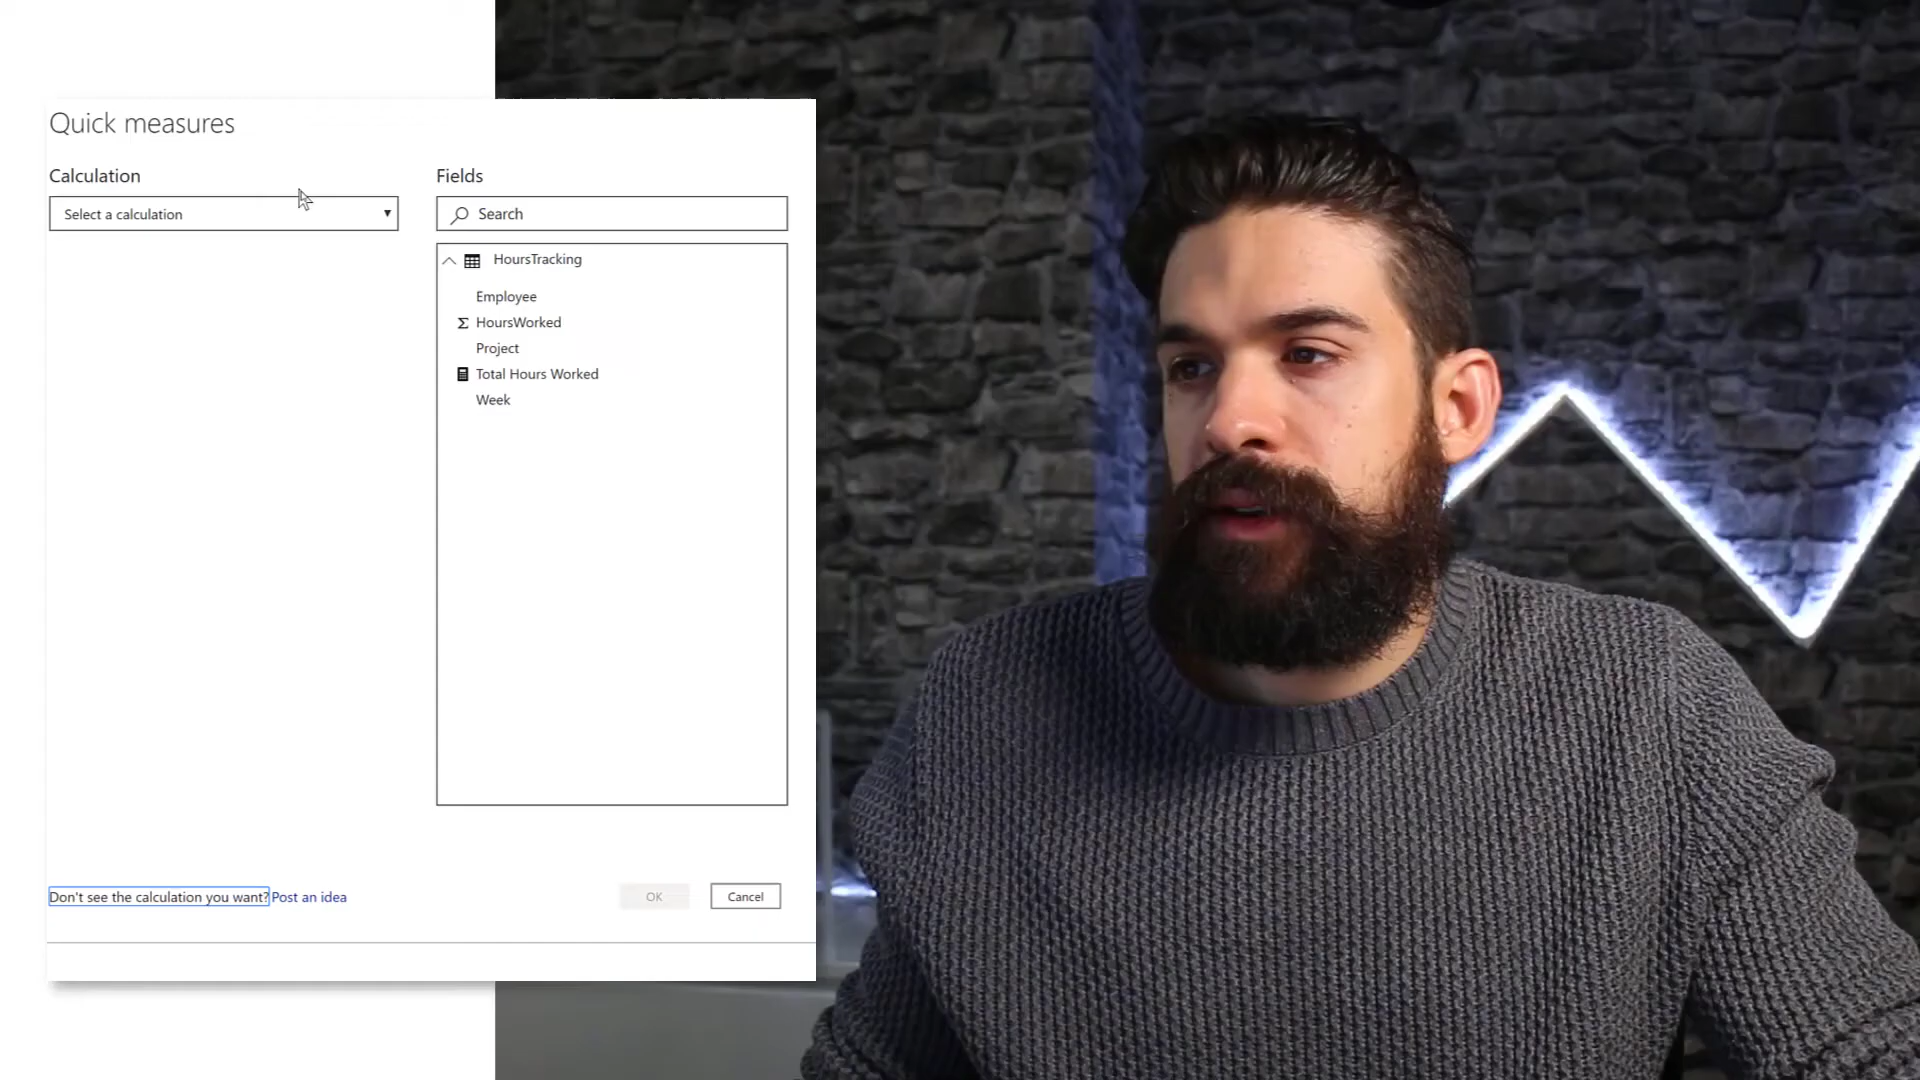 Quick measures
Calculation
Select a calculation
Fields
Search
HoursTracking
Employee
HoursWorked
Project
Total Hours Worked
Week
Don't see the calculation you want? Post an idea
OK
Cancel